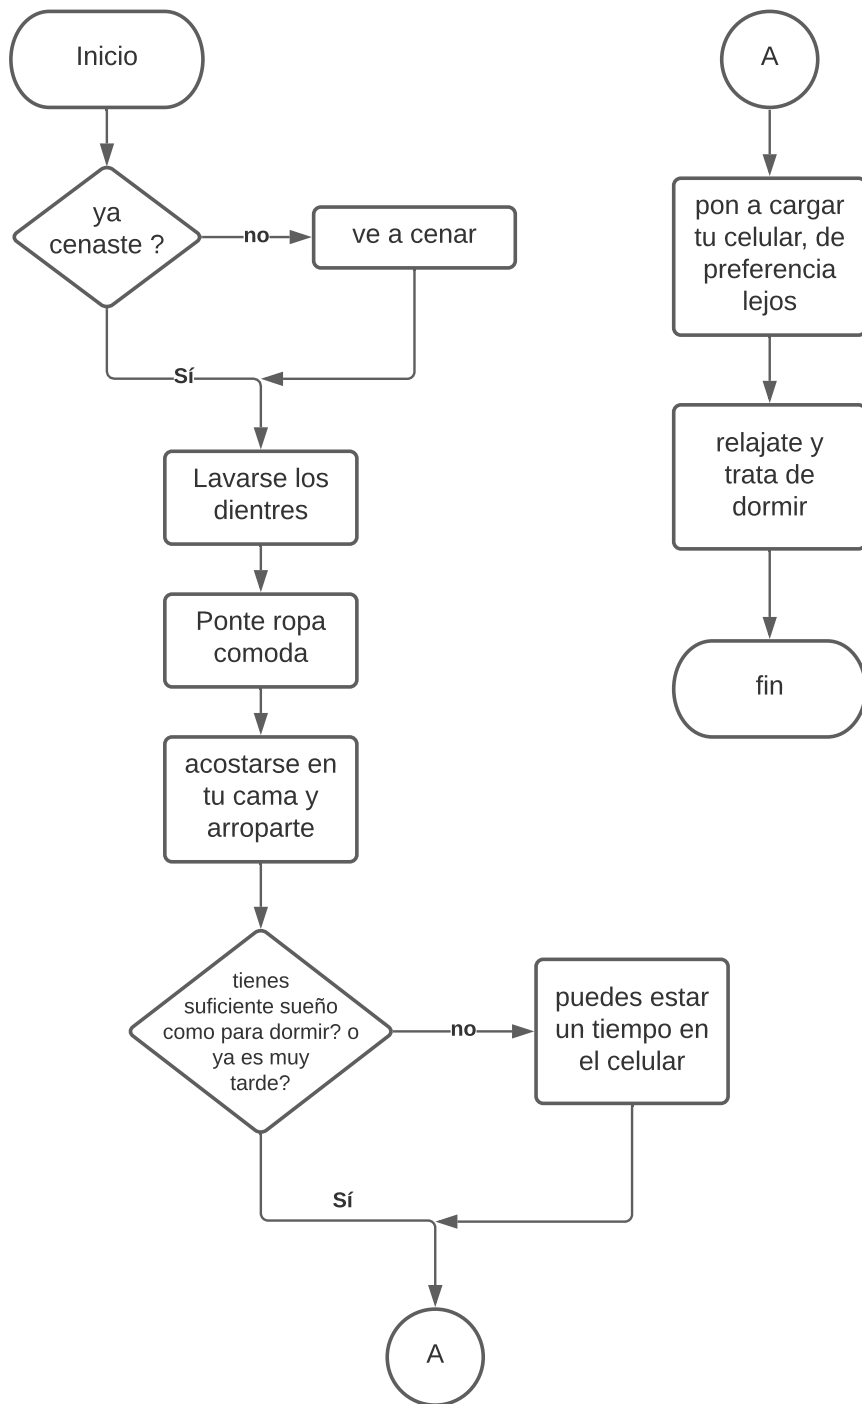 Inicio
ya
cenaste ?
no
ve a cenar
Sí
Lavarse los
dientres
Ponte ropa
comoda
acostarse en
tu cama y
arroparte
tienes
suficiente sueño
como para dormir? o
ya es muy
tarde?
no
puedes estar
un tiempo en
el celular
Sí
A
A
pon a cargar
tu celular, de
preferencia
lejos
relajate y
trata de
dormir
fin